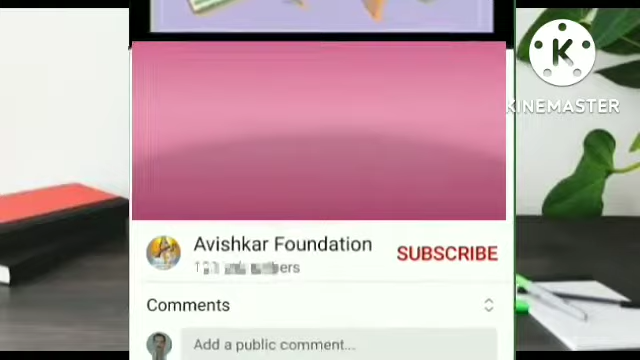 K
KINEMASTER
Avishkar Foundation
SUBSCRIBE
Comments
Add a public comment...